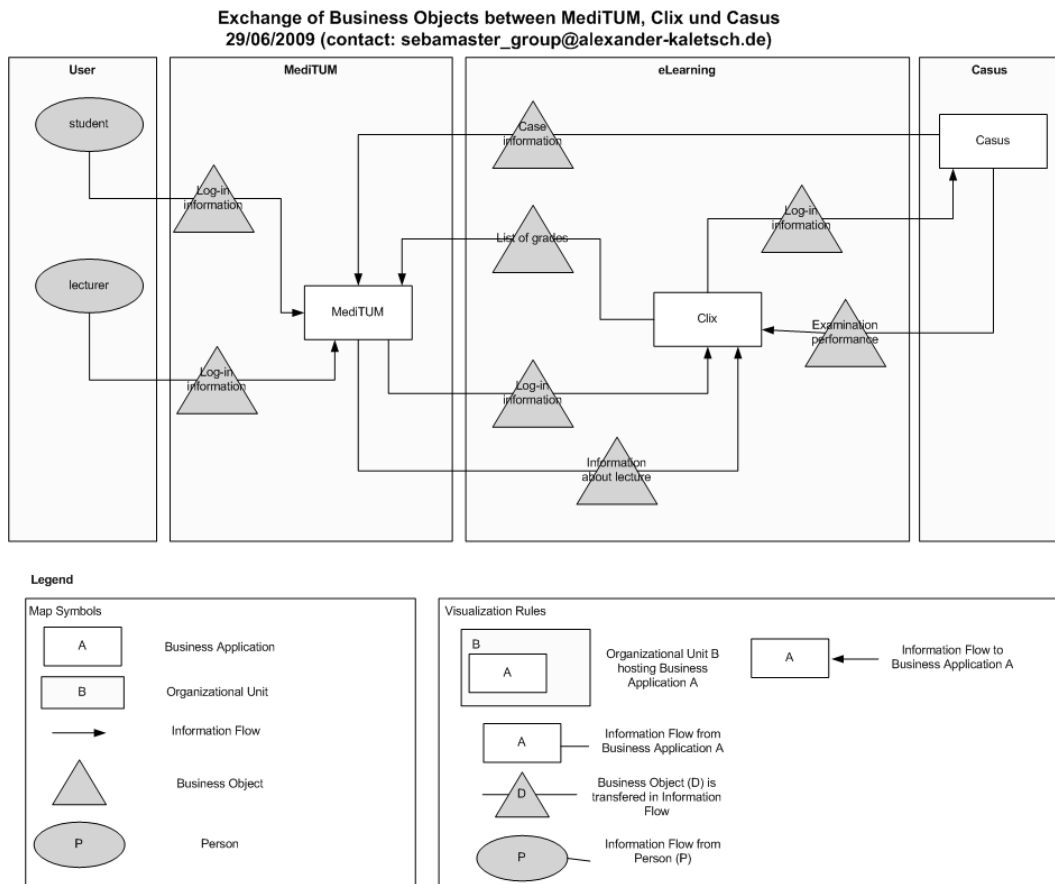 Exchange of Business Objects between MediTUM, Clix und Casus
29/06/2009 (contact: sebamaster_group@alexander-kaletsch.de)
User
MediTUM
eLearning
Casus
student
Case
information
Casus
Log-in
information
Log-in
information
List of grades
lecturer
MediTUM
Clix
Examination
performance
Log-in
information
Log-in
information
Information
about lecture
Legend
Map Symbols
A
Business Application
B
Organizational Unit
Information Flow
Business Object
P
Person
Visualization Rules
B
A
Organizational Unit B
hosting Business
Application A
A
Information Flow to
Business Application A
A
Information Flow from
Business Application A
D
Business Object (D) is
transfered in Information
Flow
P
Information Flow from
Person (P)